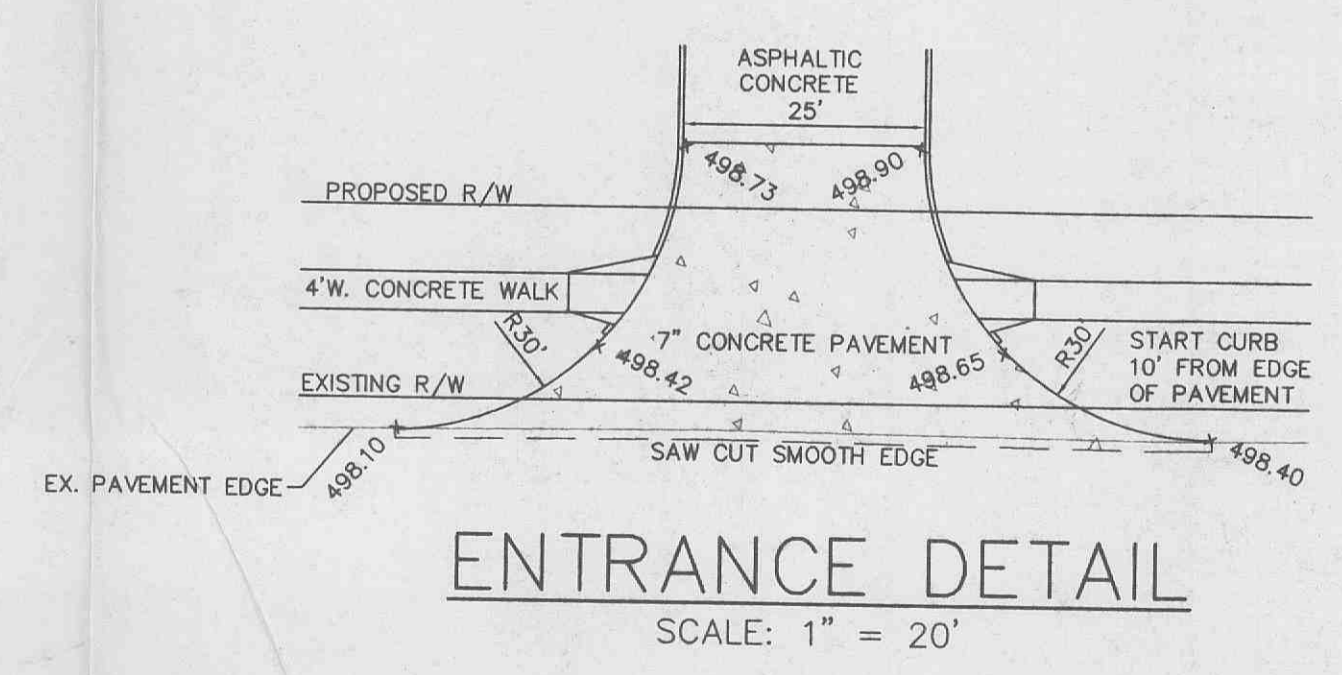 ASPHALTIC
CONCRETE
25'
498.73
498.90
PROPOSED R/W
4'W. CONCRETE WALK
R30'
7" CONCRETE PAVEMENT
R30'
START CURB
10' FROM EDGE
OF PAVEMENT
498.42
498.65
EXISTING R/W
SAW CUT SMOOTH EDGE
EX. PAVEMENT EDGE
498.10
498.40
ENTRANCE DETAIL
SCALE: 1" = 20'